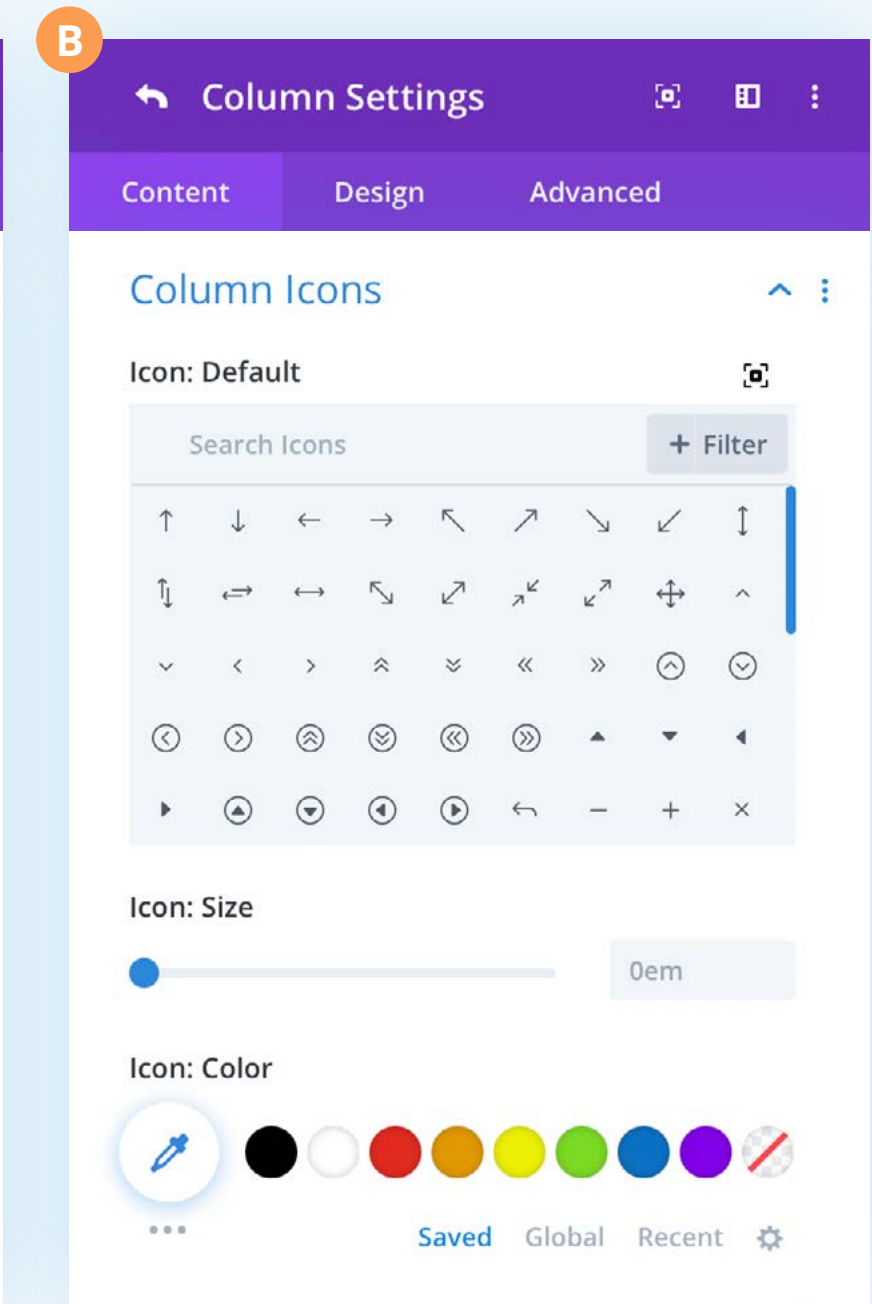 B
Column Settings
Content Design Advanced
Column Icons
Icon: Default
Search Icons + Filter
Icon: Size
0em
Icon: Color
Saved Global Recent